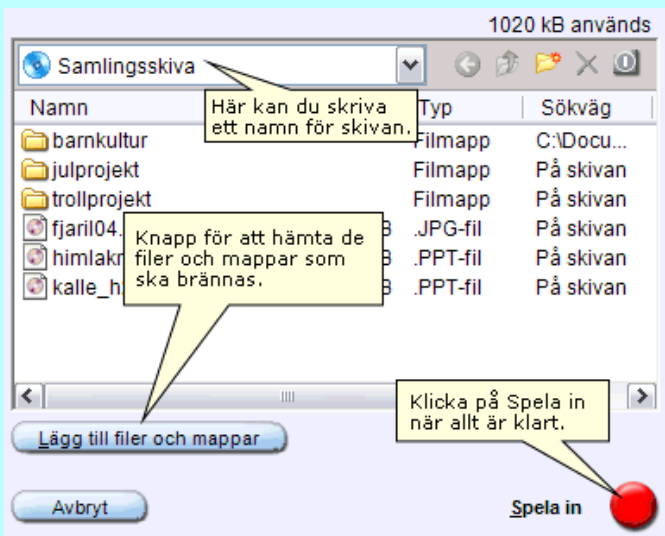 1020 kB används
Samlingsskiva
Namn Typ Sökväg
Här kan du skriva
ett namn för skivan.
barnkultur Filmapp C:\Docu...
julprojekt Filmapp På skivan
trollprojekt Filmapp På skivan
fjaril04. B .JPG-fil På skivan
B .PPT-fil På skivan
B .PPT-fil På skivan
Knapp för att hämta de
filer och mappar som
ska brännas.
Klicka på Spela in
när allt är klart.
Lägg till filer och mappar
Avbryt Spela in